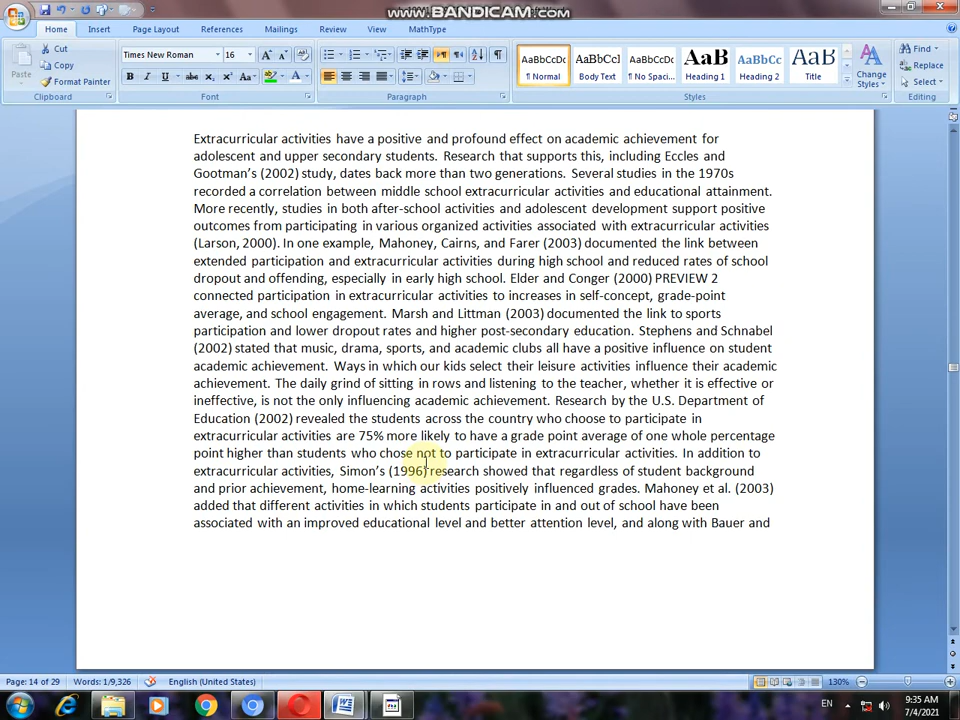 www.BANDICAM.com
Home Insert Page Layout References Mailings Review View MathType
Paste
Cut
Copy
Format Painter
Clipboard
Times New Roman 16
Font
Paragraph
AaBbCcDc ¶ Normal
AaBbCcI Body Text
AaBbCcDc ¶ No Spaci...
AaB Heading 1
AaBbCc Heading 2
AaB Title
Change Styles
Styles
Find
Replace
Select
Editing
Extracurricular activities have a positive and profound effect on academic achievement for
adolescent and upper secondary students. Research that supports this, including Eccles and
Gootman's (2002) study, dates back more than two generations. Several studies in the 1970s
recorded a correlation between middle school extracurricular activities and educational attainment.
More recently, studies in both after-school activities and adolescent development support positive
outcomes from participating in various organized activities associated with extracurricular activities
(Larson, 2000). In one example, Mahoney, Cairns, and Farer (2003) documented the link between
extended participation and extracurricular activities during high school and reduced rates of school
dropout and offending, especially in early high school. Elder and Conger (2000) PREVIEW 2
connected participation in extracurricular activities to increases in self-concept, grade-point
average, and school engagement. Marsh and Littman (2003) documented the link to sports
participation and lower dropout rates and higher post-secondary education. Stephens and Schnabel
(2002) stated that music, drama, sports, and academic clubs all have a positive influence on student
academic achievement. Ways in which our kids select their leisure activities influence their academic
achievement. The daily grind of sitting in rows and listening to the teacher, whether it is effective or
ineffective, is not the only influencing academic achievement. Research by the U.S. Department of
Education (2002) revealed the students across the country who choose to participate in
extracurricular activities are 75% more likely to have a grade point average of one whole percentage
point higher than students who chose not to participate in extracurricular activities. In addition to
extracurricular activities, Simon's (1996) research showed that regardless of student background
and prior achievement, home-learning activities positively influenced grades. Mahoney et al. (2003)
added that different activities in which students participate in and out of school have been
associated with an improved educational level and better attention level, and along with Bauer and
Page: 14 of 29 Words: 1/9,326 English (United States) 130%
EN 9:35 AM
7/4/2021